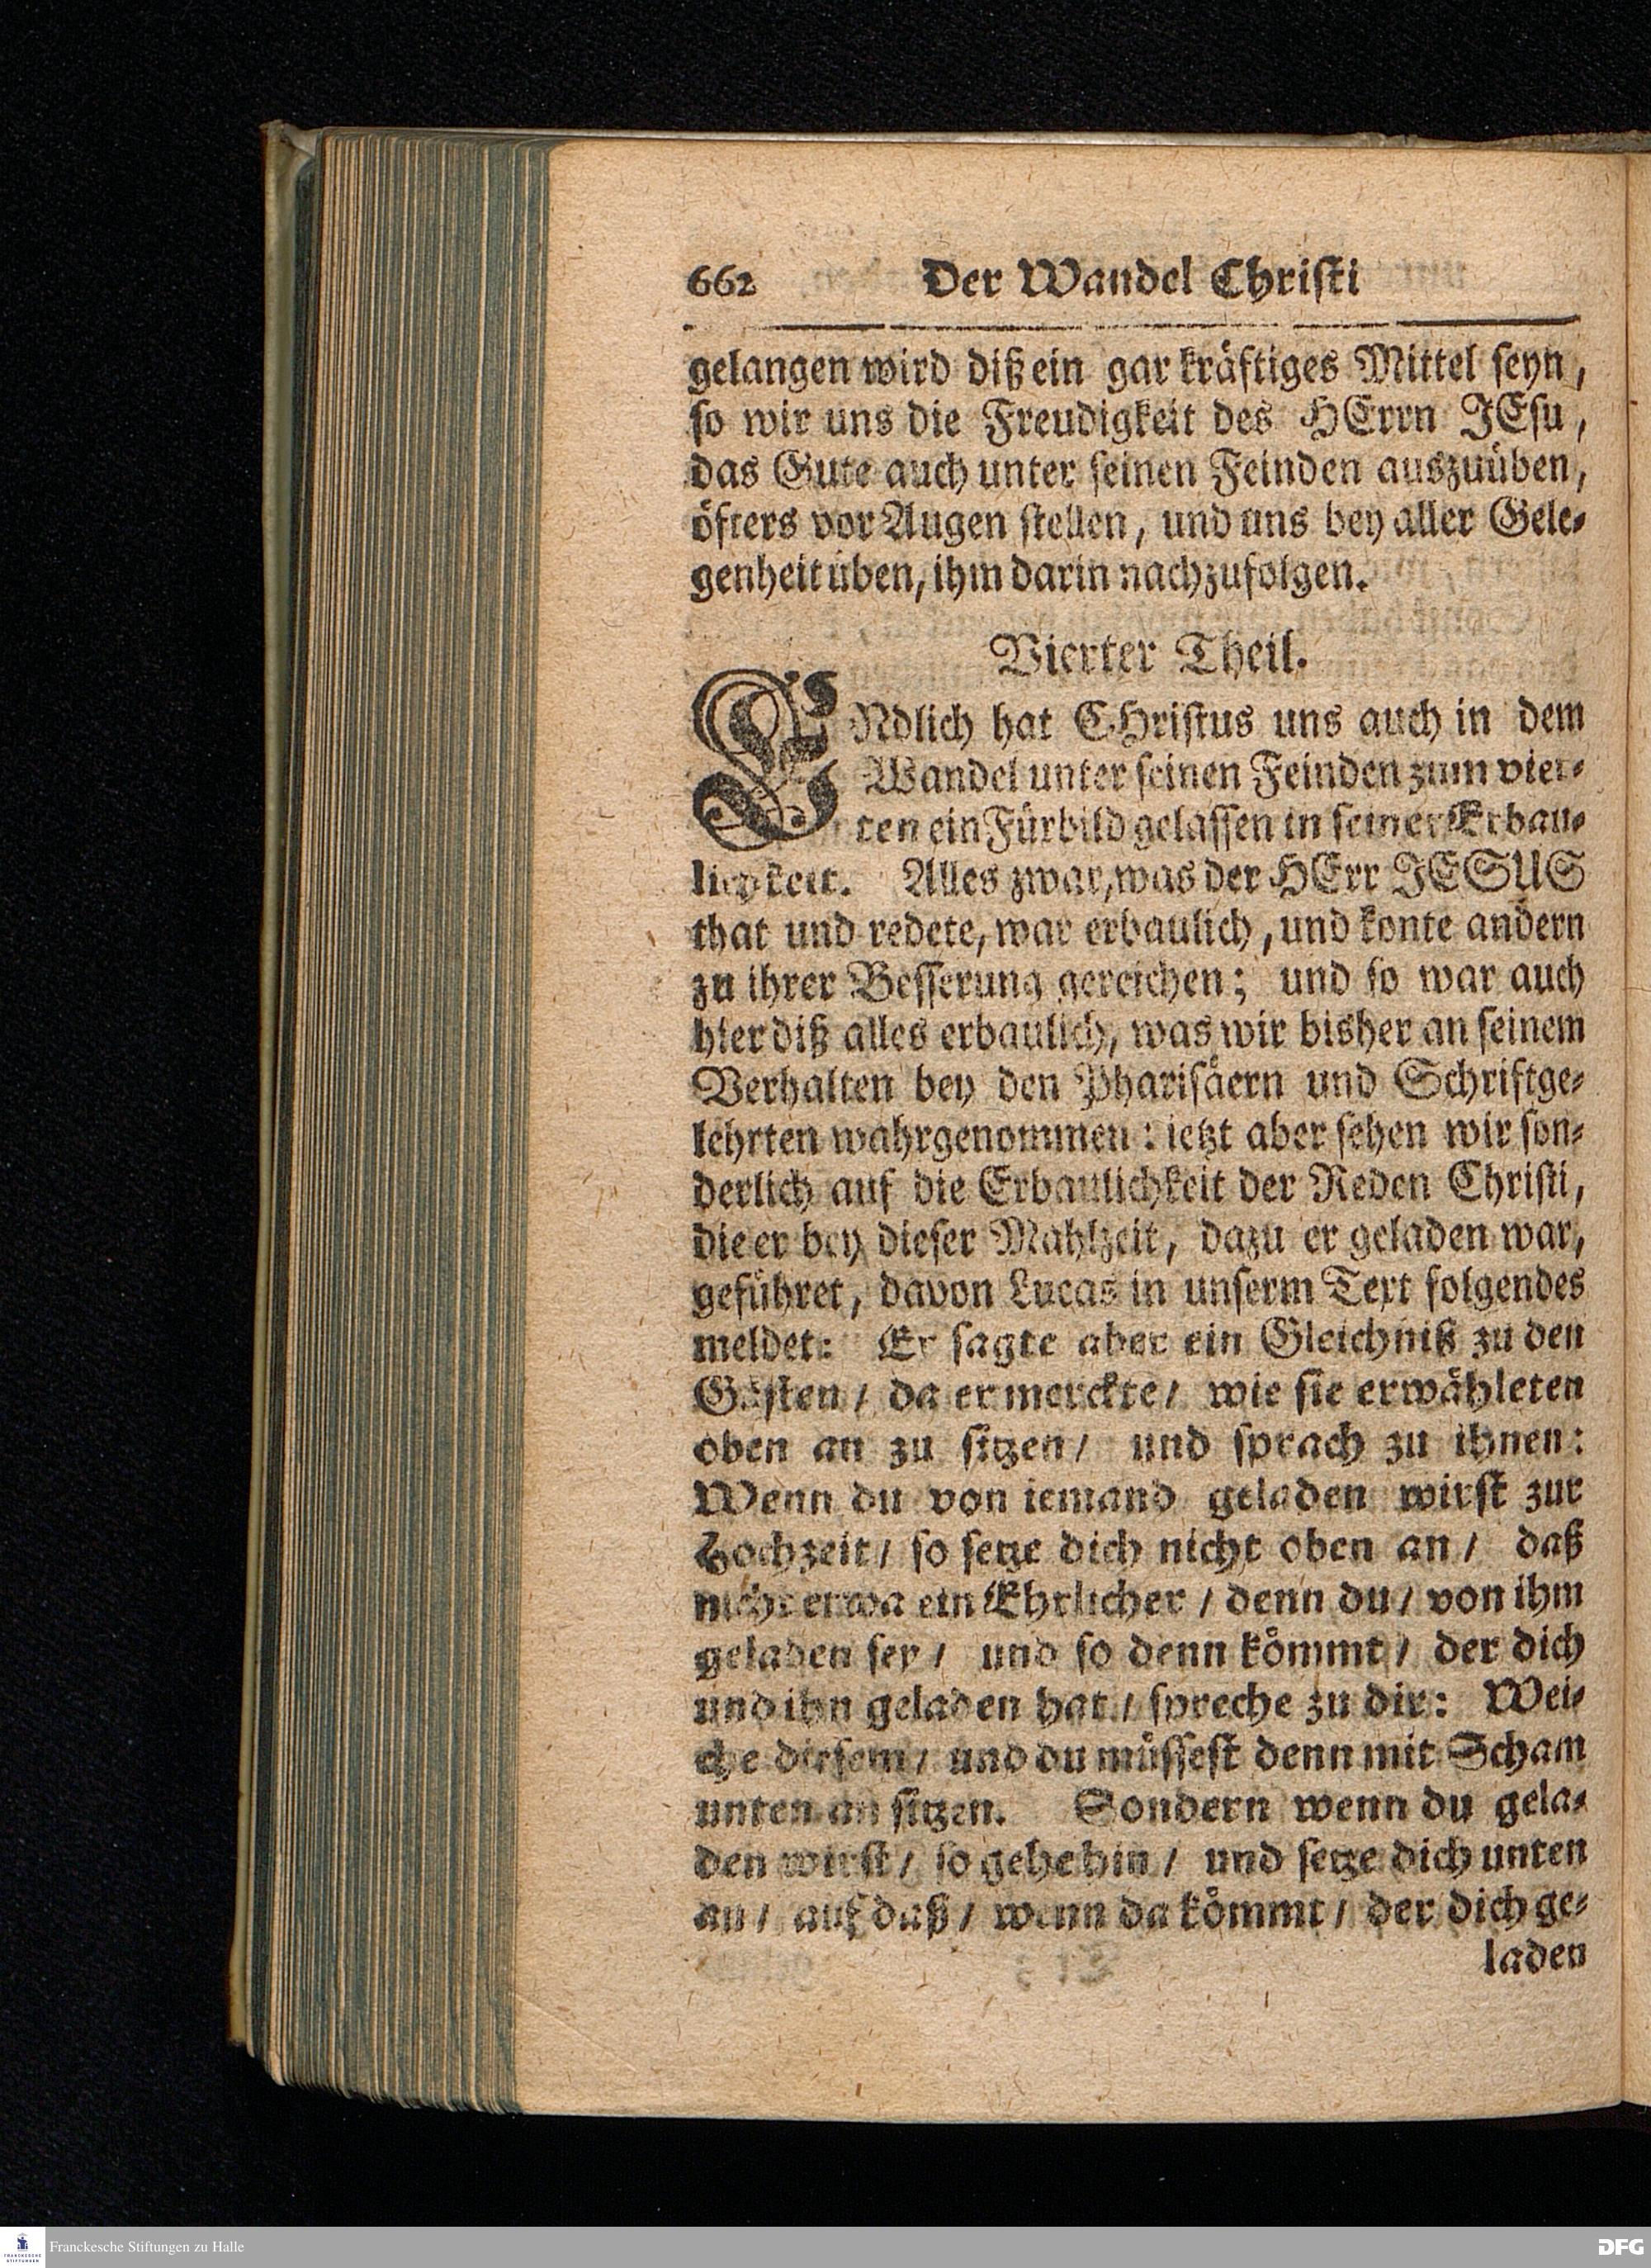 662 Der Wandel Christi
gelangen wird diß ein gar kräftiges Mittel seyn,
so wir uns die Freudigkeit des HErrn JEsu,
das Gute auch unter seinen Feinden auszuüben,
öfters vor Augen stellen, und uns bey aller Gele-
genheit üben, ihm darin nachzufolgen.
Vierter Theil.
ENdlich hat CHristus uns auch in dem
Wandel unter seinen Feinden zum vier-
ten ein Fürbild gelassen in seiner Erbau-
lichkeit. Alles zwar, was der HErr JESUS
that und redete, war erbaulich, und konte andern
zu ihrer Besserung gereichen; und so war auch
hier diß alles erbaulich, was wir bisher an seinem
Verhalten bey den Pharisäern und Schriftge-
lehrten wahrgenommen: ietzt aber sehen wir son-
derlich auf die Erbaulichkeit der Reden Christi,
die er bey dieser Mahlzeit, dazu er geladen war,
geführet, davon Lucas in unserm Text folgendes
meldet: Er sagte aber ein Gleichniß zu den
Gästen / da er merckte / wie sie erwähleten
oben an zu sitzen / und sprach zu ihnen:
Wenn du von iemand geladen wirst zur
Hochzeit / so setze dich nicht oben an / daß
nicht etwa ein Ehrlicher / denn du / von ihm
geladen sey / und so denn kömmt / der dich
und ihn geladen hat / spreche zu dir: Wei-
che diesem / und du müssest denn mit Scham
unten an sitzen. Sondern wenn du gela-
den wirst / so gehe hin / und setze dich unten
an / auf daß / wenn da kömmt / der dich ge-
laden
Franckesche Stiftungen zu Halle
FRANCKESCHE
STIFTUNGEN
DFG